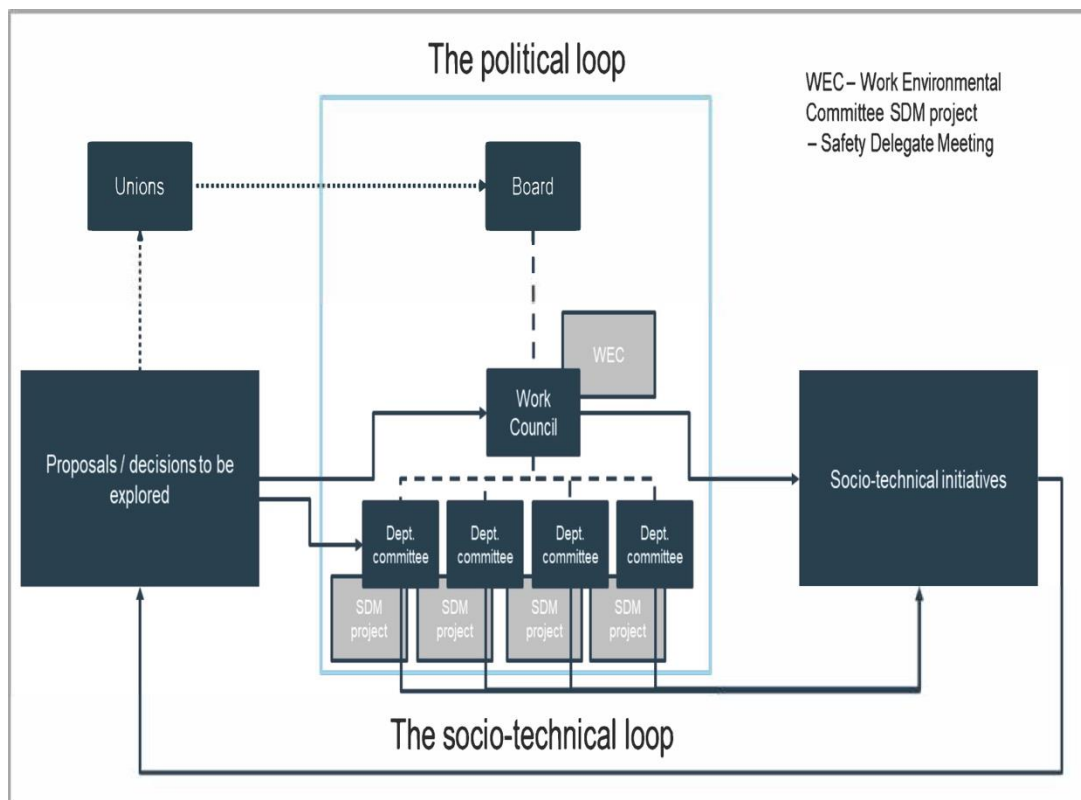 The political loop
WEC – Work Environmental
Committee SDM project
– Safety Delegate Meeting
Unions
Board
WEC
Work
Council
Proposals / decisions to be
explored
Socio-technical initiatives
Dept.
committee
Dept.
committee
Dept.
committee
Dept.
committee
SDM
project
SDM
project
SDM
project
SDM
project
The socio-technical loop